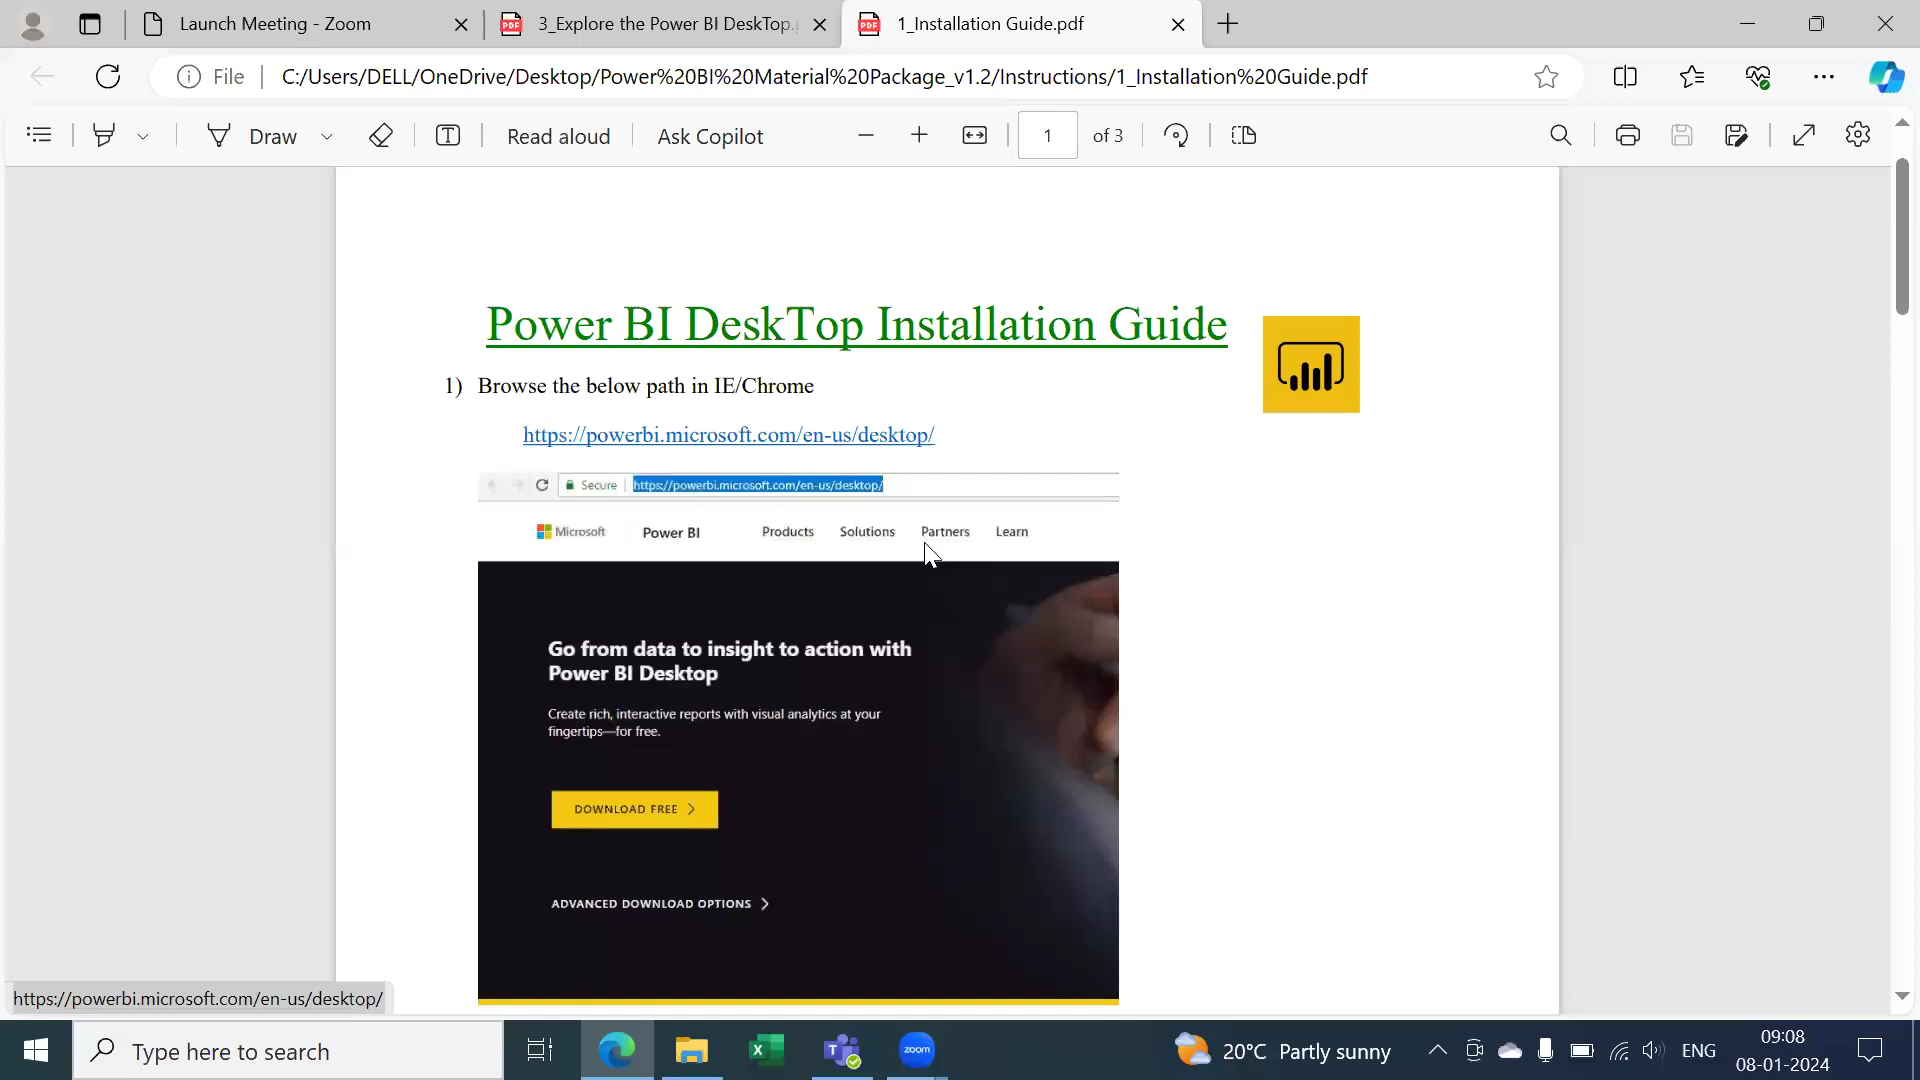 Launch Meeting - Zoom
3_Explore the Power BI DeskTop.
1_Installation Guide.pdf
File
C:/Users/DELL/OneDrive/Desktop/Power%20BI%20Material%20Package_v1.2/Instructions/1_Installation%20Guide.pdf
Draw
Read aloud
Ask Copilot
1
of 3
Power BI DeskTop Installation Guide
1) Browse the below path in IE/Chrome
https://powerbi.microsoft.com/en-us/desktop/
Secure
https://powerbi.microsoft.com/en-us/desktop/
Microsoft
Power BI
Products
Solutions
Partners
Learn
Go from data to insight to action with
Power BI Desktop
Create rich, interactive reports with visual analytics at your
fingertips—for free.
DOWNLOAD FREE
ADVANCED DOWNLOAD OPTIONS
https://powerbi.microsoft.com/en-us/desktop/
Type here to search
zoom
20°C Partly sunny
ENG
09:08
08-01-2024